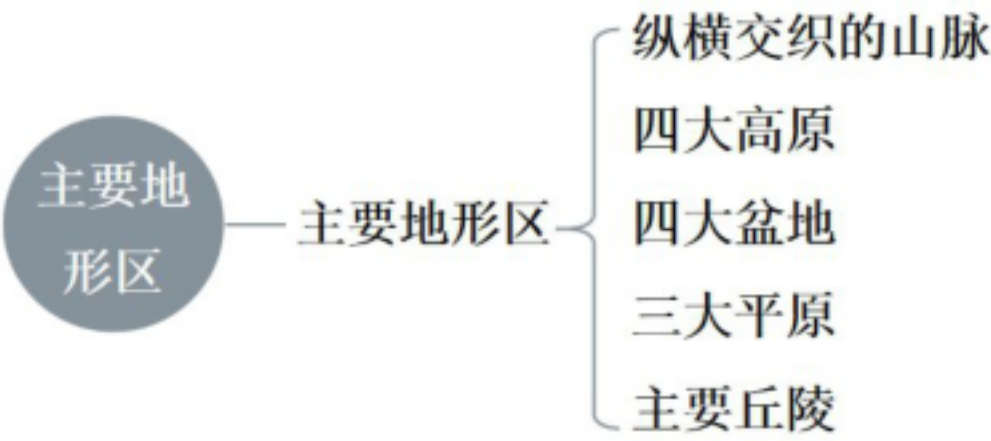 主要地
形区
主要地形区
纵横交织的山脉
四大高原
四大盆地
三大平原
主要丘陵